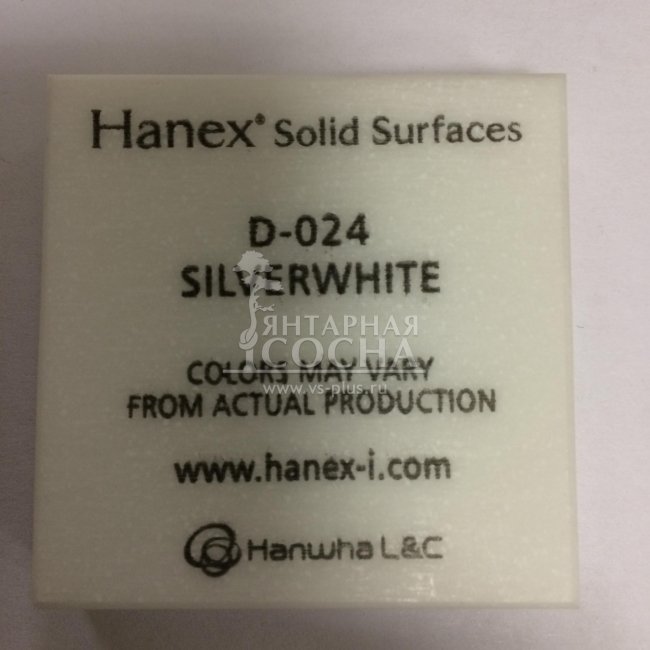 Hanex® Solid Surfaces
D-024
SILVERWHITE
ЯНТАРНАЯ
СОСНА
COLORS MAY VARY
www.vs-plus.ru
FROM ACTUAL PRODUCTION
www.hanex-i.com
Hanwha L&C